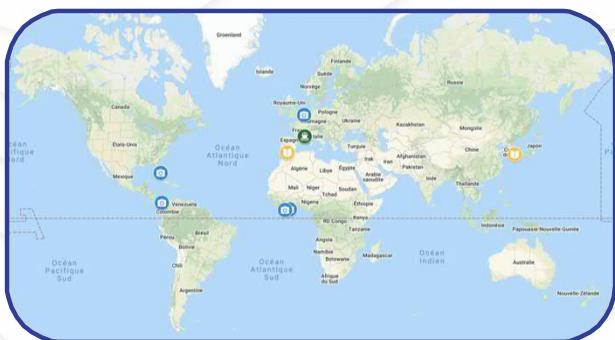 Groenland
Islande
Finlande
Suède
Norvège
Russie
Royaume-Uni
Pologne
Canada
Ukraine
Kazakhstan
Mongolie
Espagne
Turquie
Chine
Japon
États-Unis
Océan
Atlantique
Nord
Algérie
Libye
Égypte
Irak
Iran
Afghanistan
Pakistan
Arabie
saoudite
Inde
Mexique
Mali
Niger
Tchad
Soudan
Thaïlande
Venezuela
Colombie
Nigeria
Éthiopie
Kenya
RD Congo
Tanzanie
Indonésie
Papouasie-Nouvelle-Guinée
Pérou
Brésil
Bolivie
Angola
Namibie
Botswana
Madagascar
Océan
Pacifique
Sud
Océan
Atlantique
Sud
Océan
Indien
Australie
Chili
Argentine
Afrique
du Sud
Nouvelle-Zélande